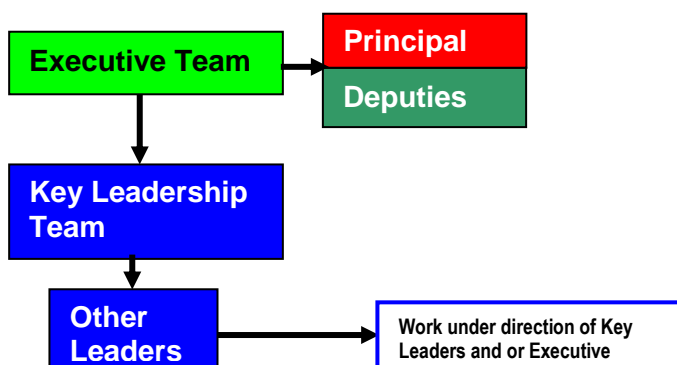 Executive Team
Principal
Deputies
Key Leadership
Team
Other
Leaders
Work under direction of Key
Leaders and or Executive